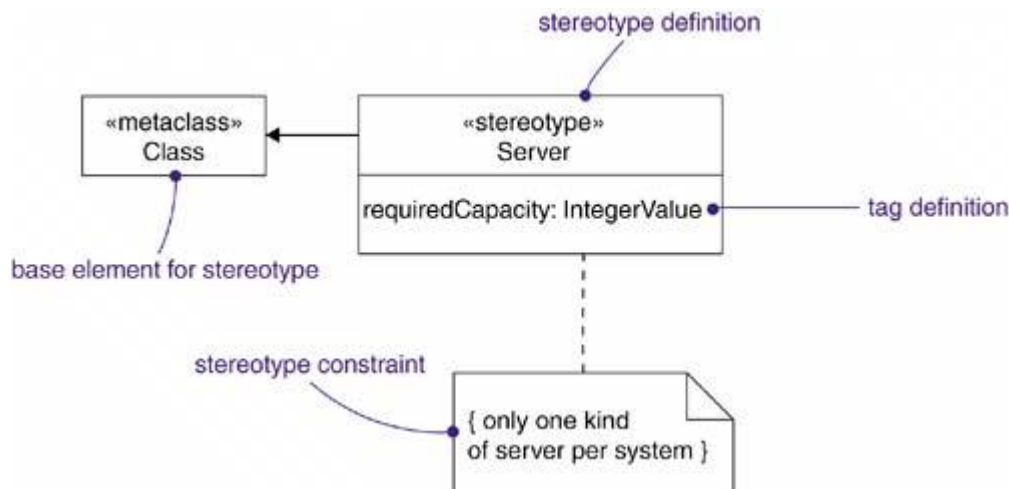 stereotype definition
«metaclass»
Class
«stereotype»
Server
requiredCapacity: IntegerValue
tag definition
base element for stereotype
stereotype constraint
{ only one kind
of server per system }